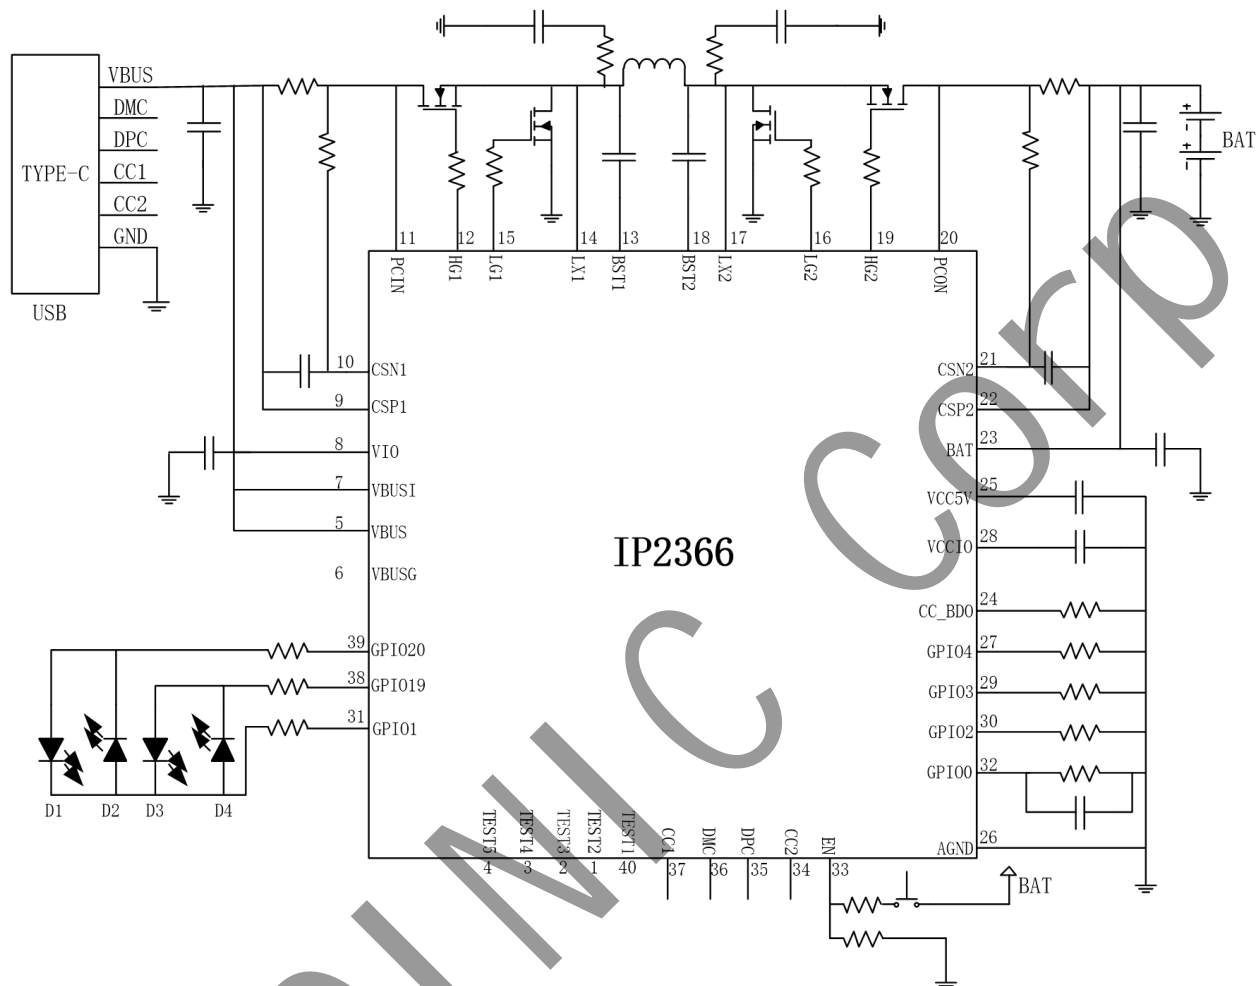 VBUS
DMC
DPC
TYPE-C
CC1
CC2
GND
USB
BAT
11
12
15
14
13
18
17
16
19
20
PCIN
HG1
LG1
LX1
BST1
BST2
LX2
LG2
HG2
PCON
10 CSN1
9 CSP1
8 VIO
7 VBUSI
5 VBUS
6 VBUSG
39 GPIO20
38 GPIO19
31 GPIO1
IP2366
CSN2 21
CSP2 22
BAT 23
VCC5V 25
VCCIO 28
CC_BDO 24
GPIO4 27
GPIO3 29
GPIO2 30
GPIO0 32
AGND 26
D1 D2 D3 D4
TEST5
TEST4
TEST3
TEST2
TEST1
CC1
DMC
DPC
CC2
EN
4
3
2
1
40
37
36
35
34
33
BAT
INIC Corp